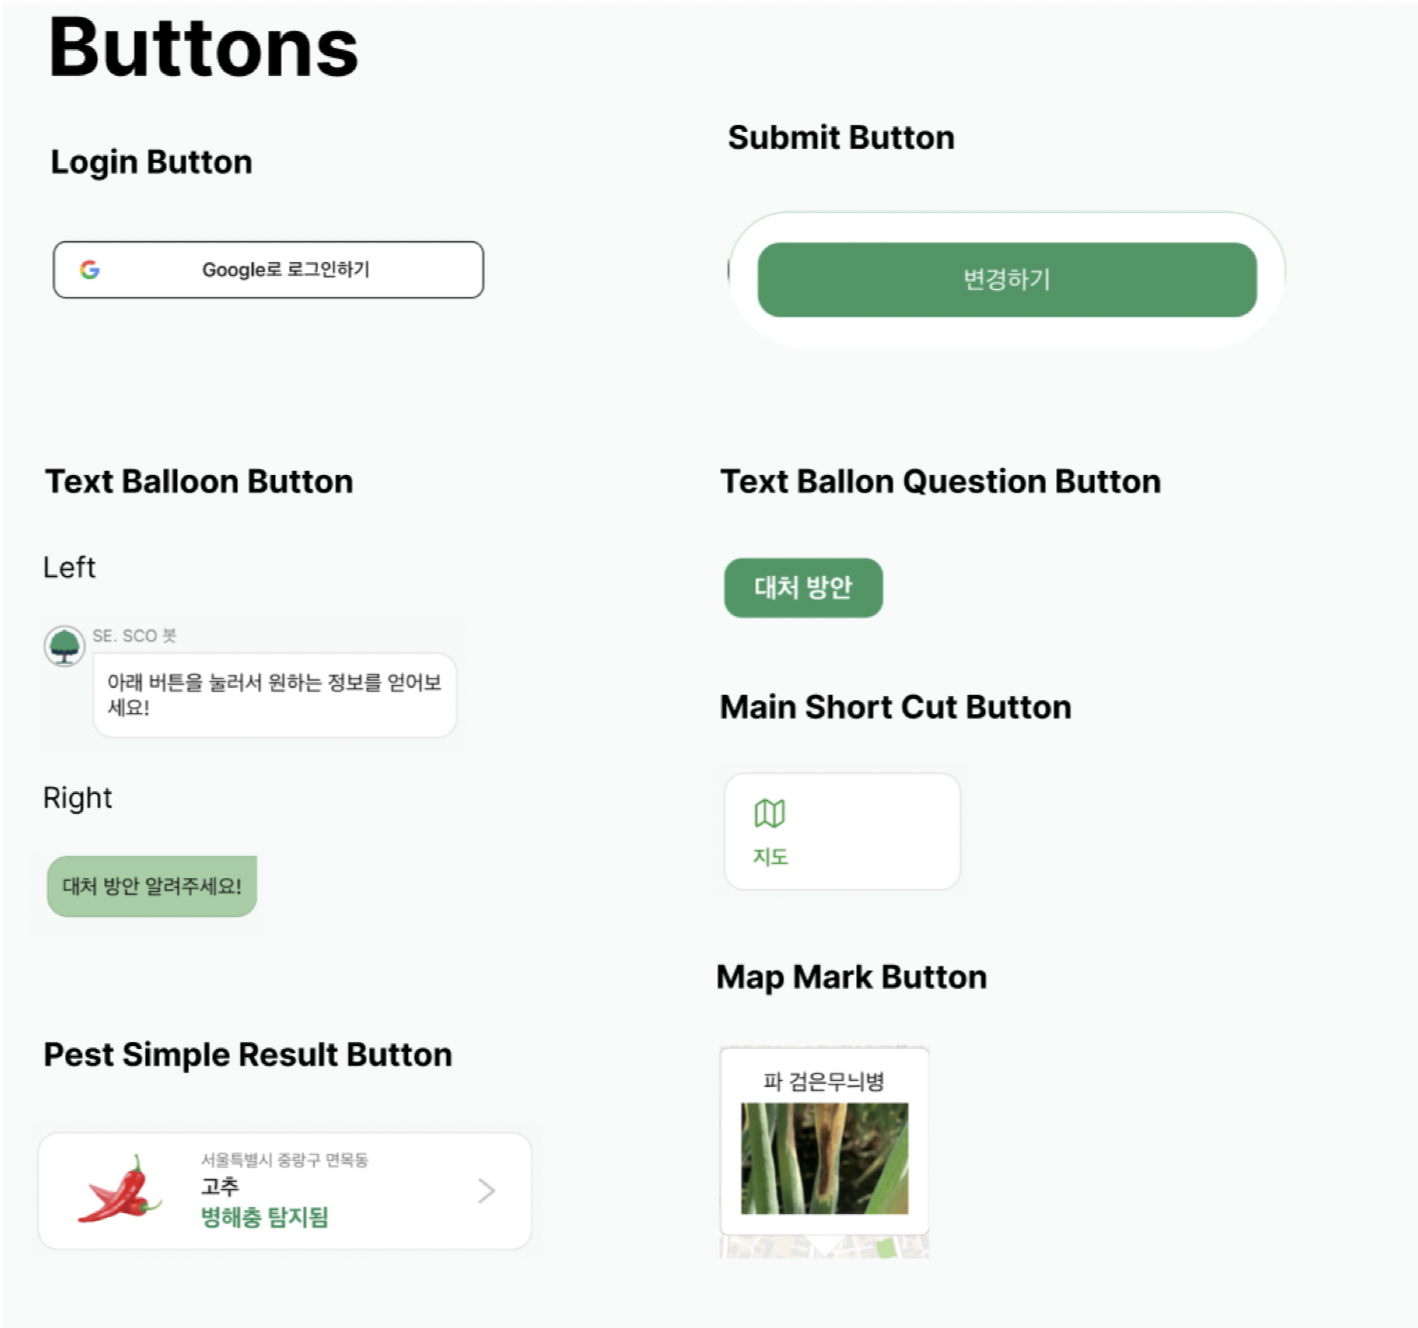 Buttons
Login Button
Google로 로그인하기
Submit Button
변경하기
Text Balloon Button
Left
SE. SCO 봇
아래 버튼을 눌러서 원하는 정보를 얻어보
세요!
Right
대처 방안 알려주세요!
Text Ballon Question Button
대처 방안
Main Short Cut Button
지도
Pest Simple Result Button
서울특별시 중랑구 면목동
고추
병해충 탐지됨
Map Mark Button
파 검은무늬병